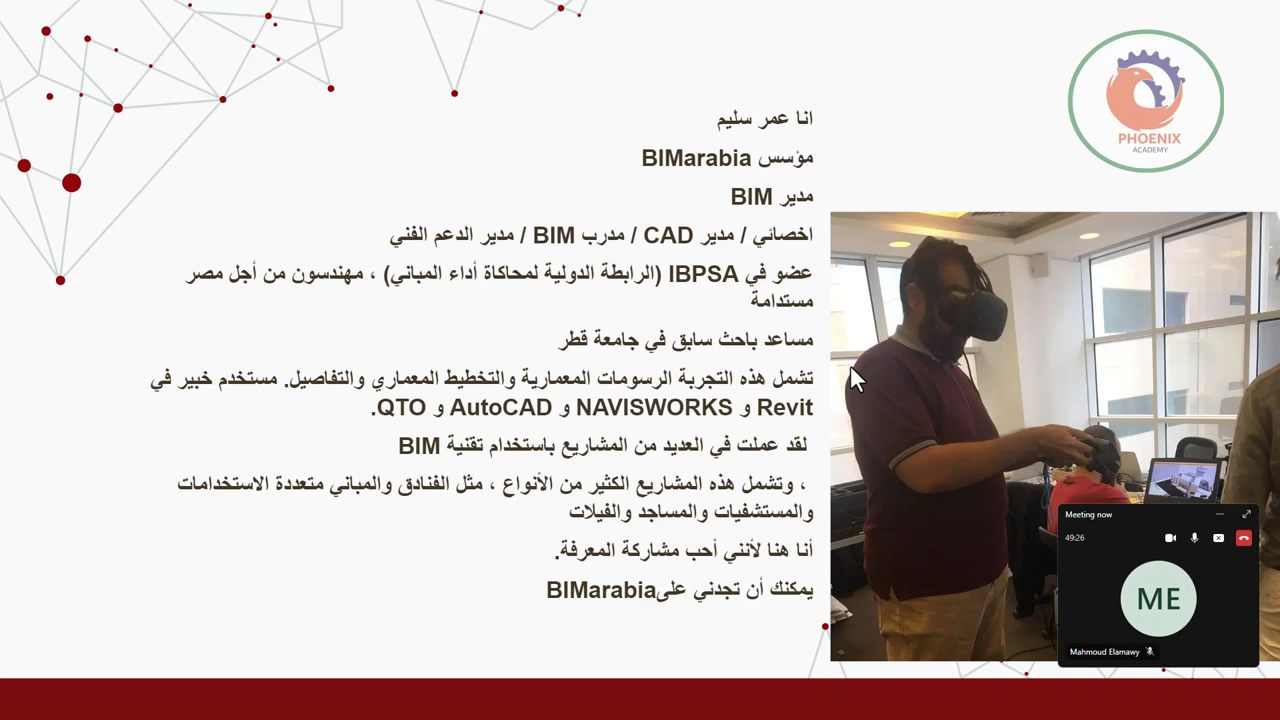 PHOENIX
ACADEMY
انا عمر سليم
مؤسس BIMarabia
مدير BIM
اخصائي / مدير CAD / مدرب BIM / مدير الدعم الفني
عضو في IBPSA (الرابطة الدولية لمحاكاة أداء المباني) ، مهندسون من أجل مصر
مستدامة
مساعد باحث سابق في جامعة قطر
تشمل هذه التجربة الرسومات المعمارية والتخطيط المعماري والتفاصيل. مستخدم خبير في
Revit و NAVISWORKS و AutoCAD و QTO.
لقد عملت في العديد من المشاريع باستخدام تقنية BIM
، وتشمل هذه المشاريع الكثير من الأنواع ، مثل الفنادق والمباني متعددة الاستخدامات
والمستشفيات والمساجد والفيلات
أنا هنا لأنني أحب مشاركة المعرفة.
يمكنك أن تجدني علىBIMarabia
Meeting now
49:26
ME
Mahmoud Elamawy